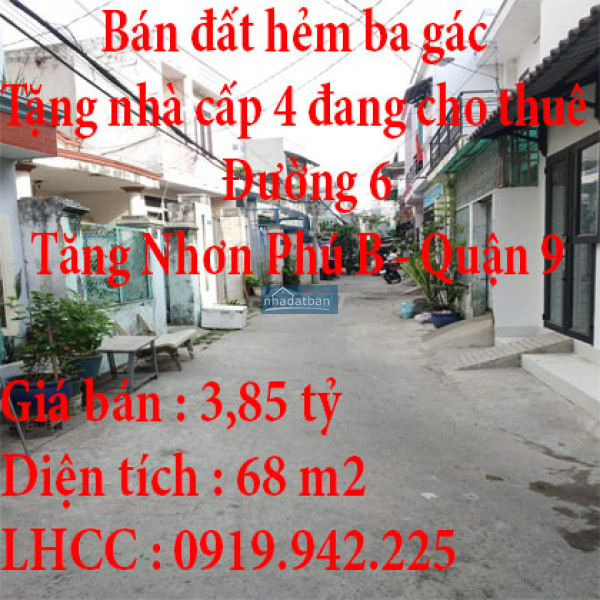 Bán đất hẻm ba gác
Tặng nhà cấp 4 đang cho thuê
Đường 6
Tăng Nhơn Phú B - Quận 9
nhadatban
Giá bán : 3,85 tỷ
Diện tích : 68 m2
LHCC : 0919.942.225